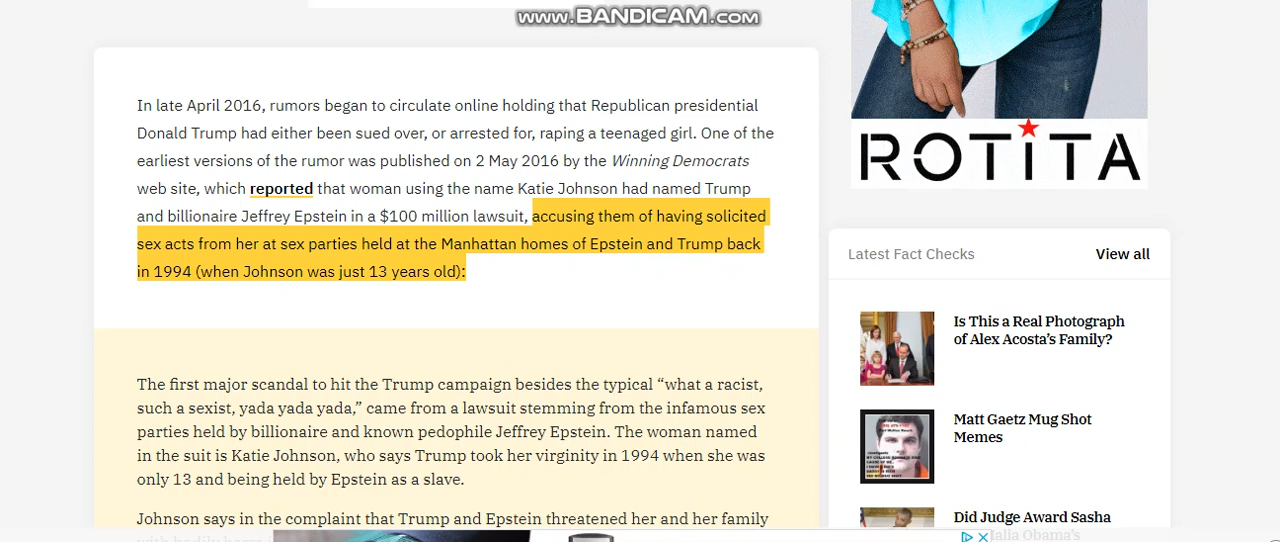 www.BANDICAM.com
In late April 2016, rumors began to circulate online holding that Republican presidential
Donald Trump had either been sued over, or arrested for, raping a teenaged girl. One of the
earliest versions of the rumor was published on 2 May 2016 by the Winning Democrats
web site, which reported that woman using the name Katie Johnson had named Trump
and billionaire Jeffrey Epstein in a $100 million lawsuit, accusing them of having solicited
sex acts from her at sex parties held at the Manhattan homes of Epstein and Trump back
in 1994 (when Johnson was just 13 years old):
The first major scandal to hit the Trump campaign besides the typical “what a racist,
such a sexist, yada yada yada,” came from a lawsuit stemming from the infamous sex
parties held by billionaire and known pedophile Jeffrey Epstein. The woman named
in the suit is Katie Johnson, who says Trump took her virginity in 1994 when she was
only 13 and being held by Epstein as a slave.
Johnson says in the complaint that Trump and Epstein threatened her and her family
ROTITA
Latest Fact Checks
View all
Is This a Real Photograph
of Alex Acosta’s Family?
Matt Gaetz Mug Shot
Memes
Did Judge Award Sasha
Malia Obama’s